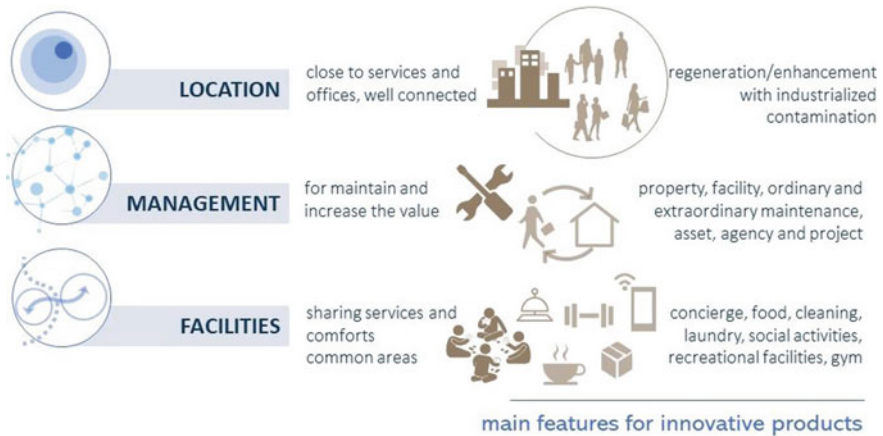 LOCATION
close to services and
offices, well connected
regeneration/enhancement
with industrialized
contamination
MANAGEMENT
for maintain and
increase the value
property, facility, ordinary and
extraordinary maintenance,
asset, agency and project
FACILITIES
sharing services and
comforts
common areas
concierge, food, cleaning,
laundry, social activities,
recreational facilities, gym
main features for innovative products